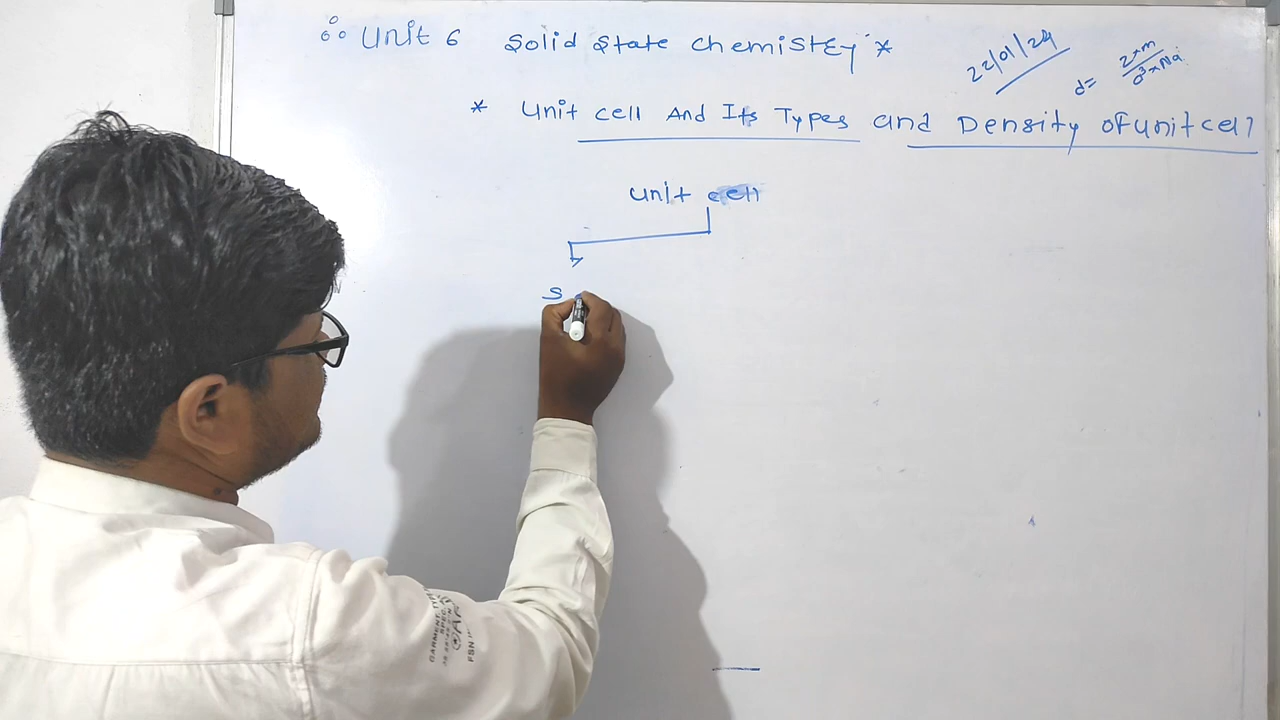 Unit 6 Solid State Chemistry *
22/01/24
d= 2×m / a³×Na
* Unit cell And Its Types and Density of unit cell
Unit cell
S